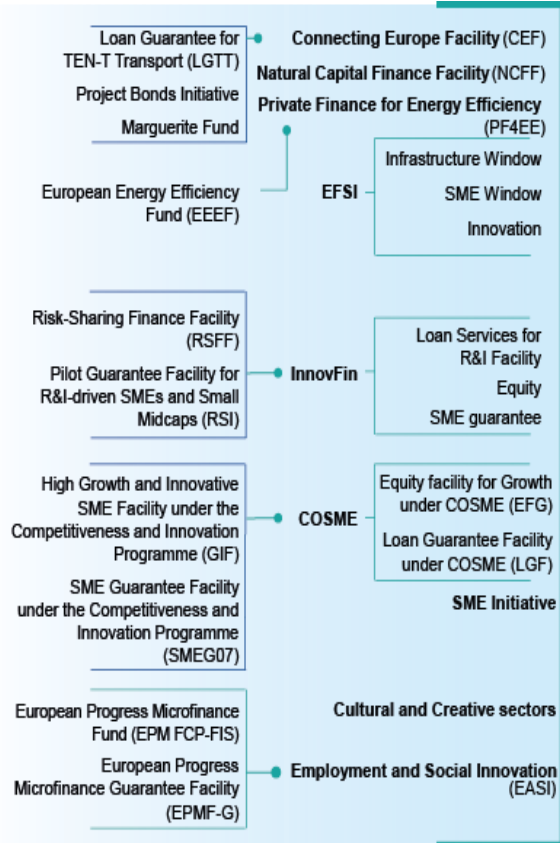 Loan Guarantee for
TEN-T Transport (LGTT)
Project Bonds Initiative
Marguerite Fund
Connecting Europe Facility (CEF)
Natural Capital Finance Facility (NCFF)
Private Finance for Energy Efficiency
(PF4EE)
European Energy Efficiency
Fund (EEEF)
EFSI
Infrastructure Window
SME Window
Innovation
Risk-Sharing Finance Facility
(RSFF)
Pilot Guarantee Facility for
R&I-driven SMEs and Small
Midcaps (RSI)
InnovFin
Loan Services for
R&I Facility
Equity
SME guarantee
High Growth and Innovative
SME Facility under the
Competitiveness and Innovation
Programme (GIF)
SME Guarantee Facility
under the Competitiveness and
Innovation Programme
(SMEG07)
COSME
Equity facility for Growth
under COSME (EFG)
Loan Guarantee Facility
under COSME (LGF)
SME Initiative
European Progress Microfinance
Fund (EPM FCP-FIS)
European Progress
Microfinance Guarantee Facility
(EPMF-G)
Cultural and Creative sectors
Employment and Social Innovation
(EASI)